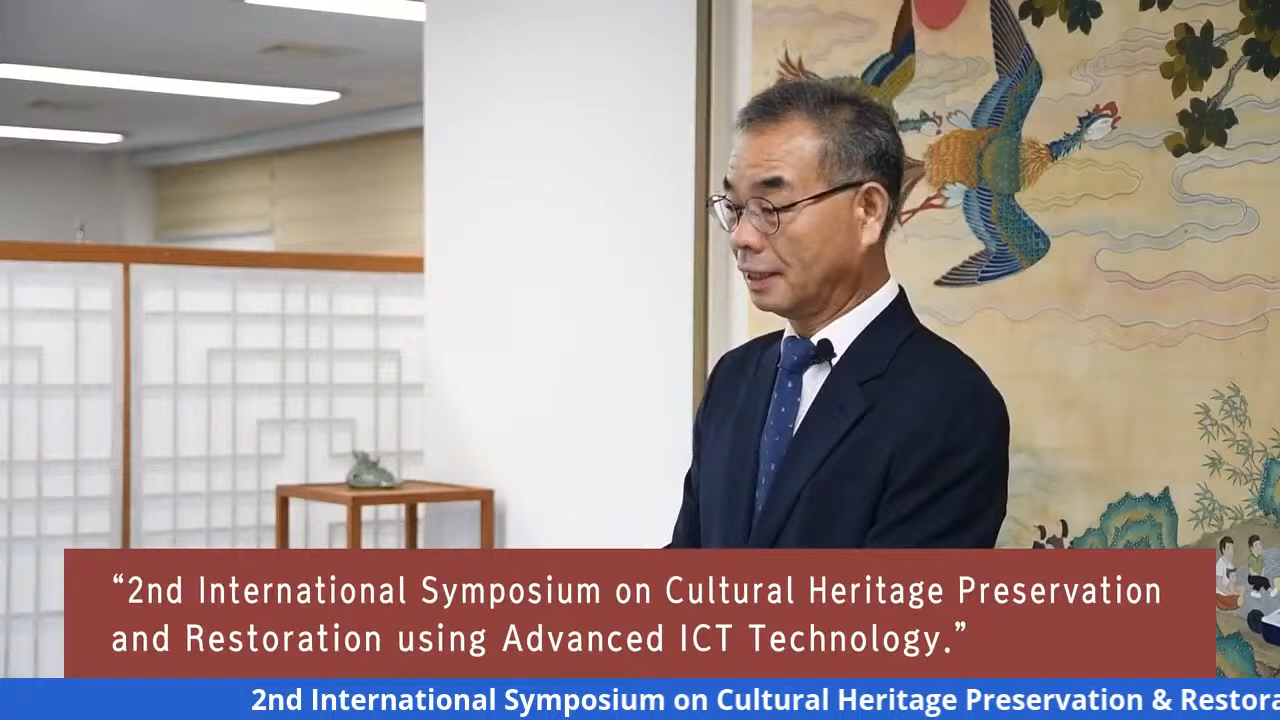 “2nd International Symposium on Cultural Heritage Preservation
and Restoration using Advanced ICT Technology.”
2nd International Symposium on Cultural Heritage Preservation & Restora